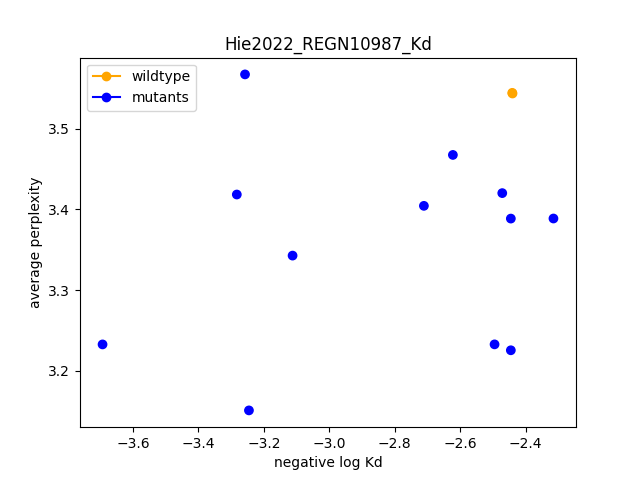 Hie2022_REGN10987_Kd
wildtype
mutants
3.5
3.4
3.3
3.2
average perplexity
−3.6
−3.4
−3.2
−3.0
−2.8
−2.6
−2.4
negative log Kd